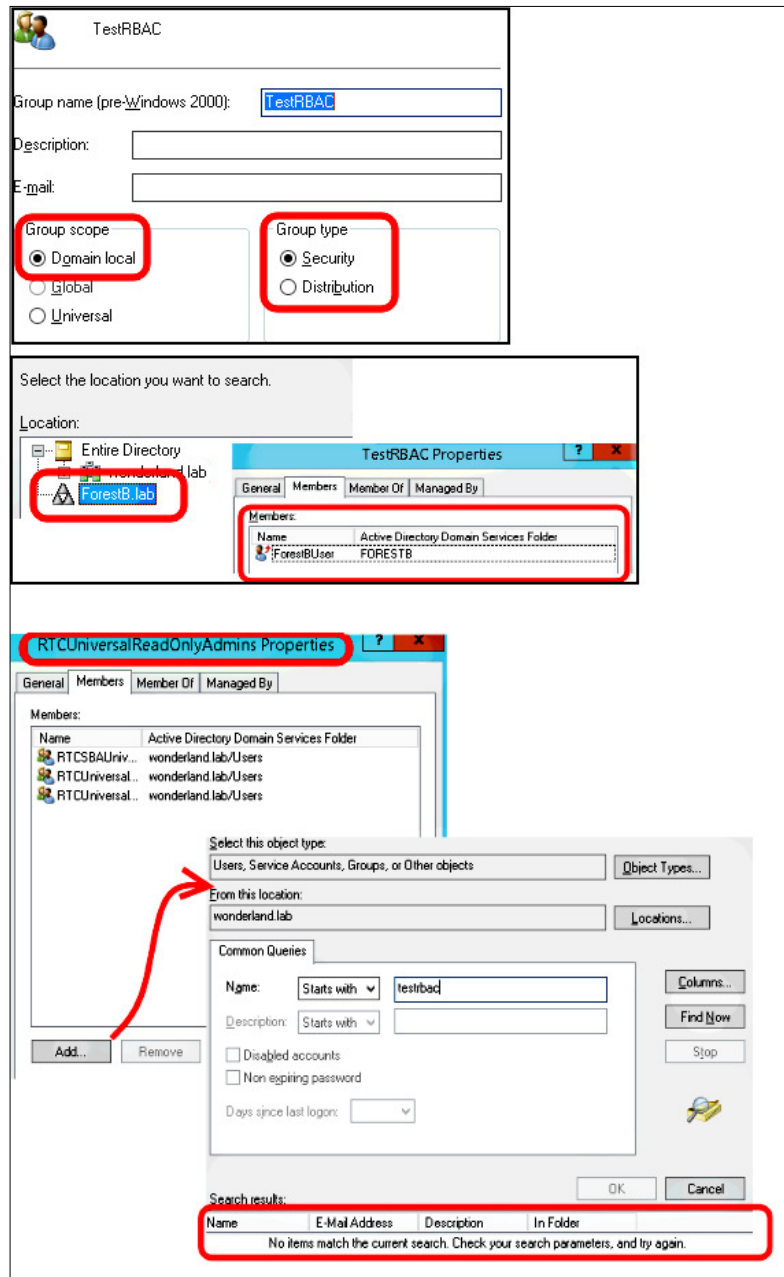 TestRBAC
Group name (pre-Windows 2000): TestRBAC
Description:
E-mail:
Group scope
Domain local
Global
Universal
Group type
Security
Distribution
Select the location you want to search.
Location:
Entire Directory
wonderland.lab
ForestB.lab
TestRBAC Properties ? x
General Members Member Of Managed By
Members:
Name Active Directory Domain Services Folder
ForestBUser FORESTB
RTCUniversalReadOnlyAdmins Properties ? x
General Members Member Of Managed By
Members:
Name Active Directory Domain Services Folder
RTCSBAUniv... wonderland.lab/Users
RTCUniversal... wonderland.lab/Users
RTCUniversal... wonderland.lab/Users
Add... Remove
Select this object type:
Users, Service Accounts, Groups, or Other objects Object Types...
From this location:
wonderland.lab Locations...
Common Queries
Name: Starts with testrbac
Description: Starts with
Disabled accounts
Non expiring password
Days since last logon:
Columns...
Find Now
Stop
OK Cancel
Search results:
Name E-Mail Address Description In Folder
No items match the current search. Check your search parameters, and try again.